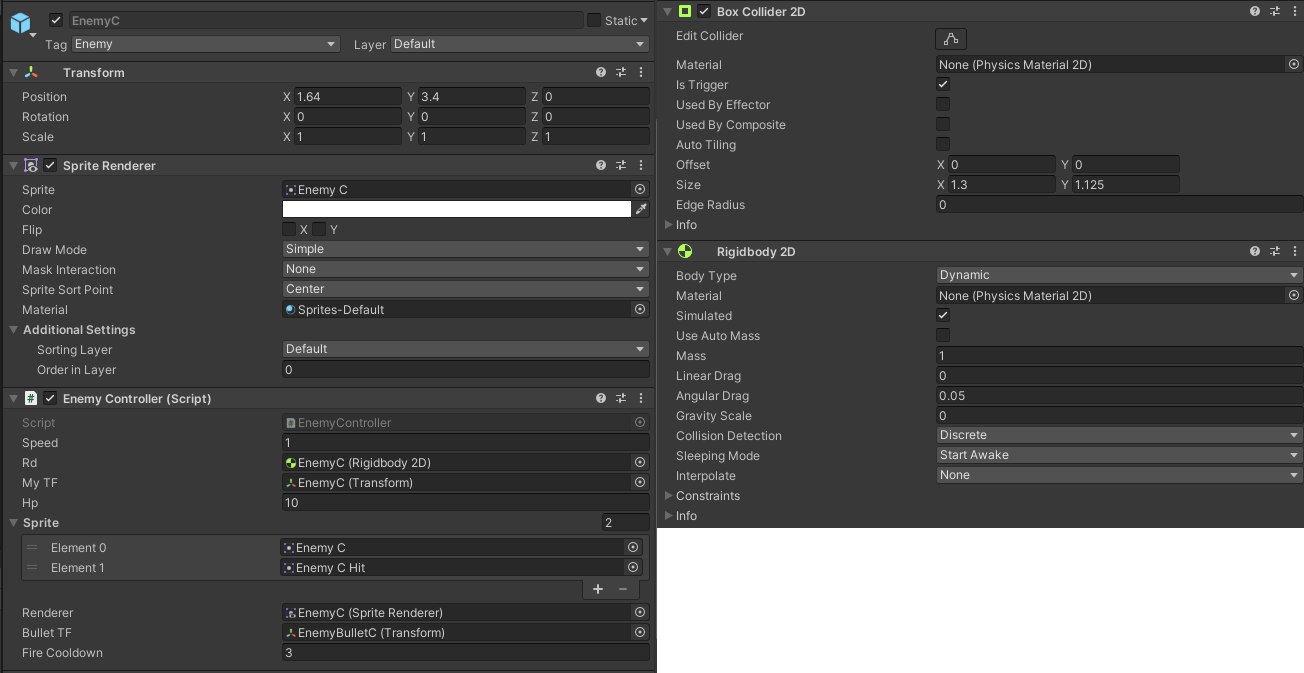 EnemyC
Static
Tag Enemy Layer Default
Transform
Position X 1.64 Y 3.4 Z 0
Rotation X 0 Y 0 Z 0
Scale X 1 Y 1 Z 1
Sprite Renderer
Sprite Enemy C
Color
Flip X Y
Draw Mode Simple
Mask Interaction None
Sprite Sort Point Center
Material Sprites-Default
Additional Settings
Sorting Layer Default
Order in Layer 0
# Enemy Controller (Script)
Script EnemyController
Speed 1
Rd EnemyC (Rigidbody 2D)
My TF EnemyC (Transform)
Hp 10
Sprite 2
Element 0 Enemy C
Element 1 Enemy C Hit
+ −
Renderer EnemyC (Sprite Renderer)
Bullet TF EnemyBulletC (Transform)
Fire Cooldown 3
Box Collider 2D
Edit Collider
Material None (Physics Material 2D)
Is Trigger
Used By Effector
Used By Composite
Auto Tiling
Offset X 0 Y 0
Size X 1.3 Y 1.125
Edge Radius 0
Info
Rigidbody 2D
Body Type Dynamic
Material None (Physics Material 2D)
Simulated
Use Auto Mass
Mass 1
Linear Drag 0
Angular Drag 0.05
Gravity Scale 0
Collision Detection Discrete
Sleeping Mode Start Awake
Interpolate None
Constraints
Info